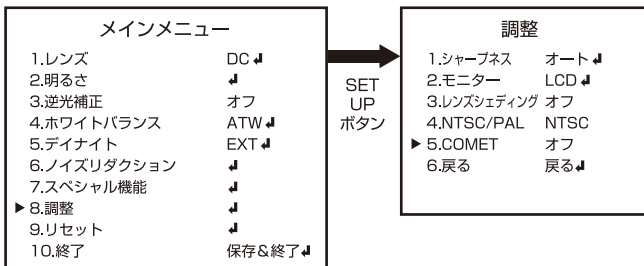 メインメニュー
1.レンズ DC↲
2.明るさ ↲
3.逆光補正 オフ
4.ホワイトバランス ATW↲
5.デイナイト EXT↲
6.ノイズリダクション ↲
7.スペシャル機能 ↲
▶ 8.調整 ↲
9.リセット ↲
10.終了 保存&終了↲
SET
UP
ボタン
調整
1.シャープネス オート↲
2.モニター LCD↲
3.レンズシェディング オフ
4.NTSC/PAL NTSC
▶ 5.COMET オフ
6.戻る 戻る↲